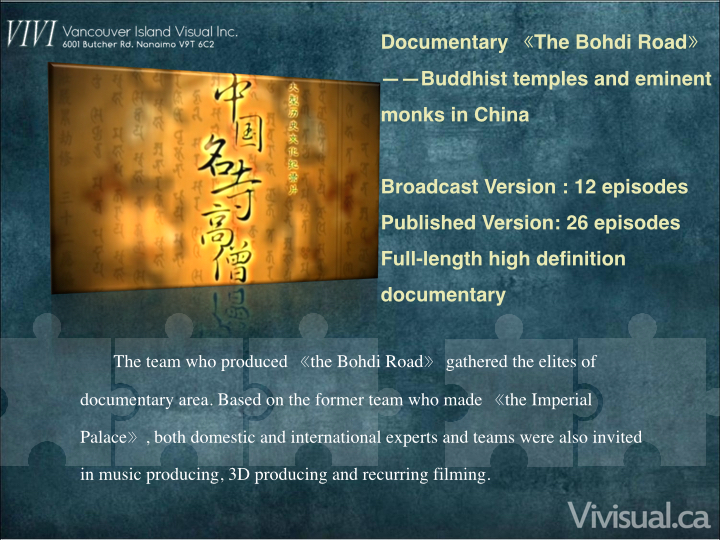 VIVI Vancouver Island Visual Inc.
6001 Butcher Rd. Nanaimo V9T 6C2
Documentary 《The Bohdi Road》
——Buddhist temples and eminent
monks in China
Broadcast Version : 12 episodes
Published Version: 26 episodes
Full-length high definition
documentary
中国名寺高僧
大型历史文化纪录片
The team who produced 《the Bohdi Road》 gathered the elites of
documentary area. Based on the former team who made 《the Imperial
Palace》, both domestic and international experts and teams were also invited
in music producing, 3D producing and recurring filming.
Vivisual.ca